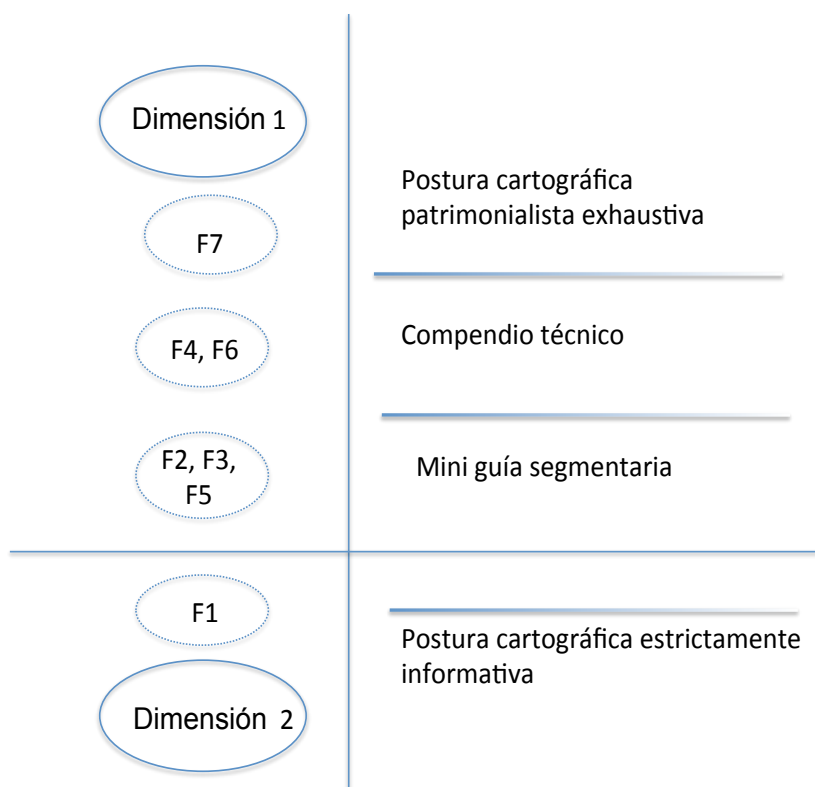 Dimensión 1
Postura cartográfica
patrimonialista exhaustiva
F7
F4, F6
Compendio técnico
F2, F3,
F5
Mini guía segmentaria
F1
Postura cartográfica estrictamente
informativa
Dimensión 2